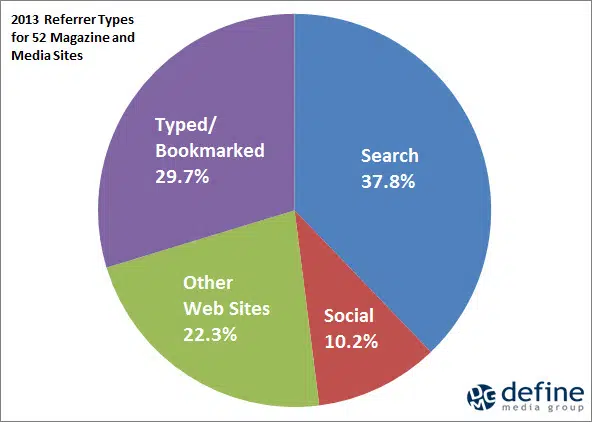 2013 Referrer Types
for 52 Magazine and
Media Sites
Typed/
Bookmarked
29.7%
Search
37.8%
Other
Web Sites
22.3%
Social
10.2%
DMG define
media group